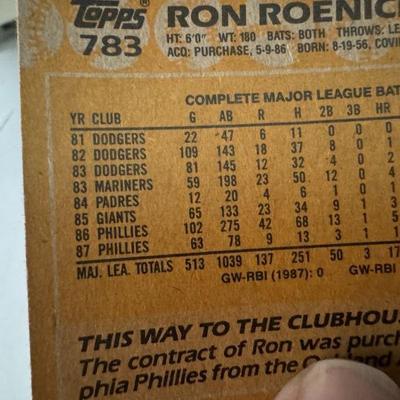 Topps® RON ROENIC
783 HT: 6'0" WT: 180 BATS: BOTH THROWS: LE
ACQ: PURCHASE, 5-9-86 BORN: 8-19-56, COVI
COMPLETE MAJOR LEAGUE BAT
YR CLUB G AB R H 2B 3B HR
81 DODGERS 22 47 6 11 0 0 0
82 DODGERS 109 143 18 37 8 0 1
83 DODGERS 81 145 12 32 4 0
83 MARINERS 59 198 23 50 12 0 4
84 PADRES 12 20 4 6 1 0 1
85 GIANTS 65 133 23 34 9 1 3
86 PHILLIES 102 275 42 68 13 1 5
87 PHILLIES 63 78 9 13 3 1 1
MAJ. LEA. TOTALS 513 1039 137 251 50 3 17
GW-RBI (1987): 0 GW-RBI
THIS WAY TO THE CLUBHOU
The contract of Ron was purch
phia Phillies from the Oakland A